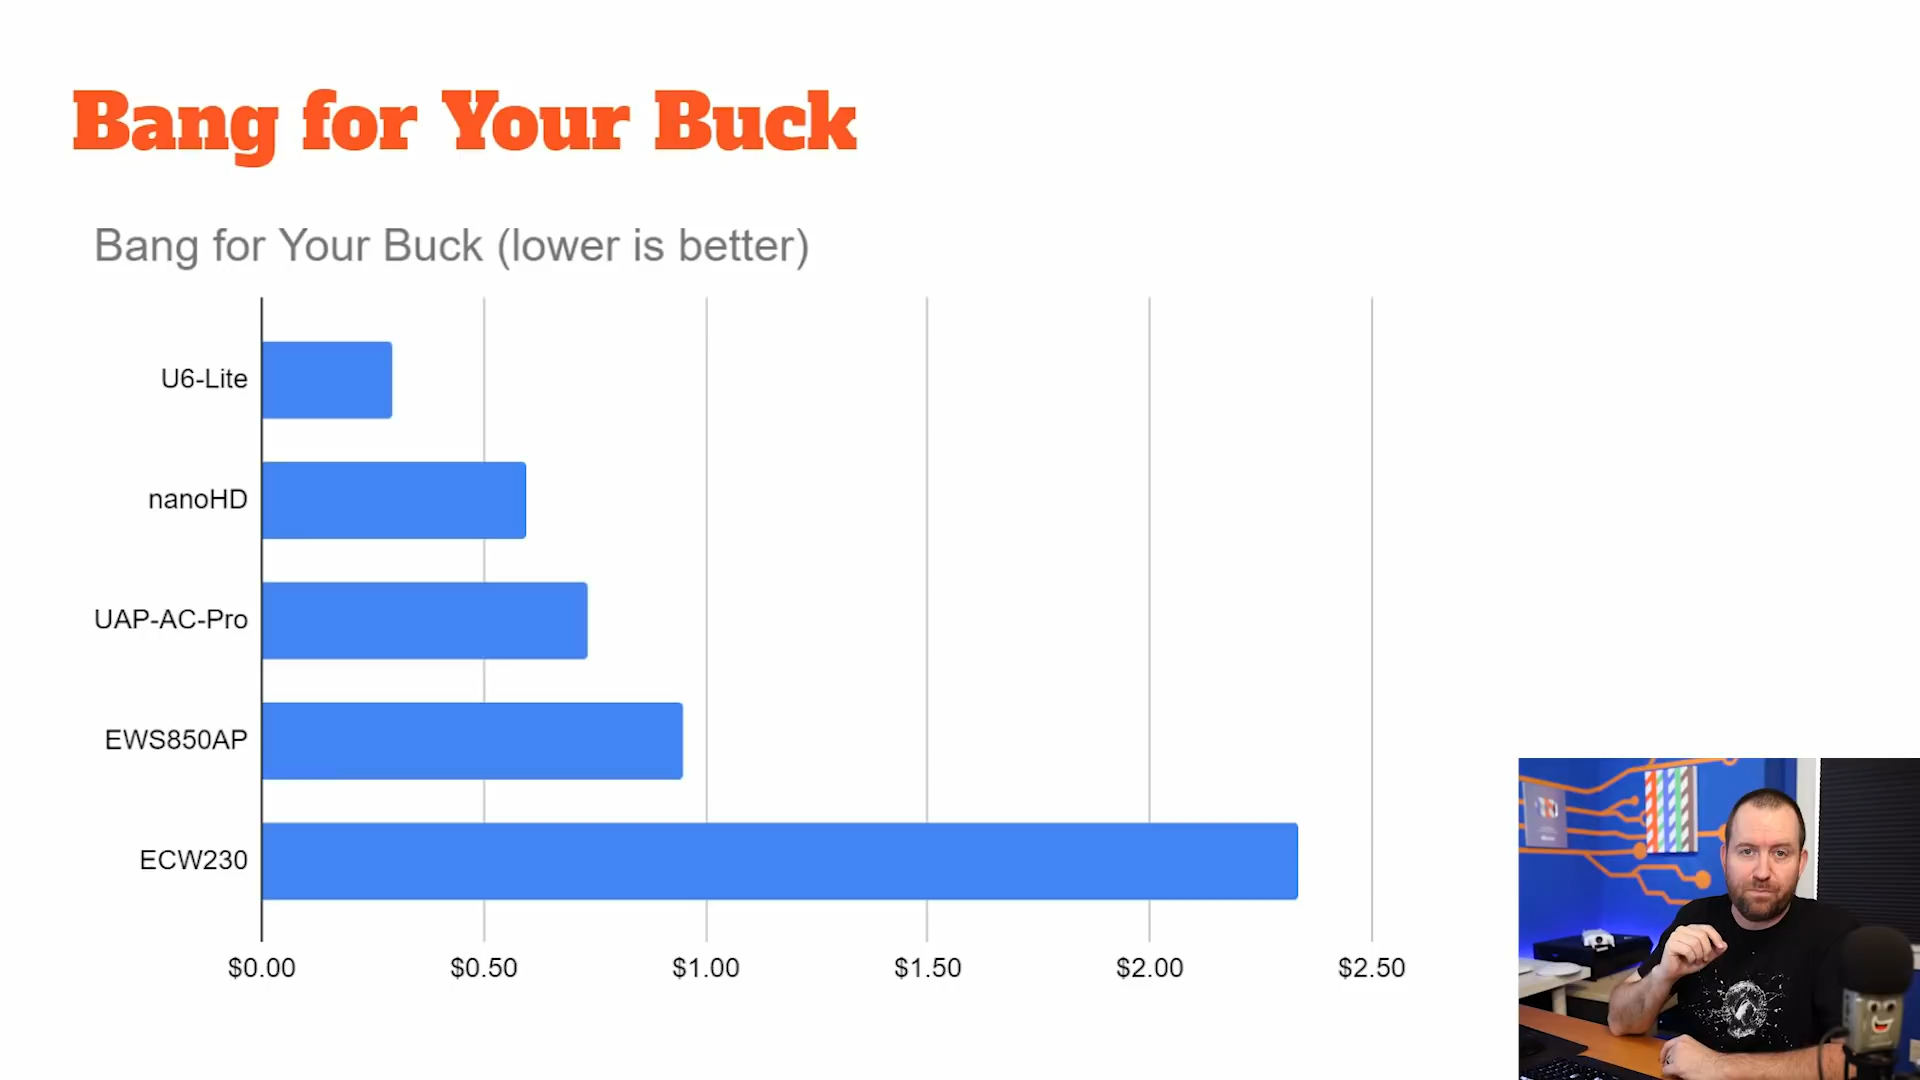 Bang for Your Buck
Bang for Your Buck (lower is better)
U6-Lite
nanoHD
UAP-AC-Pro
EWS850AP
ECW230
$0.00 $0.50 $1.00 $1.50 $2.00 $2.50